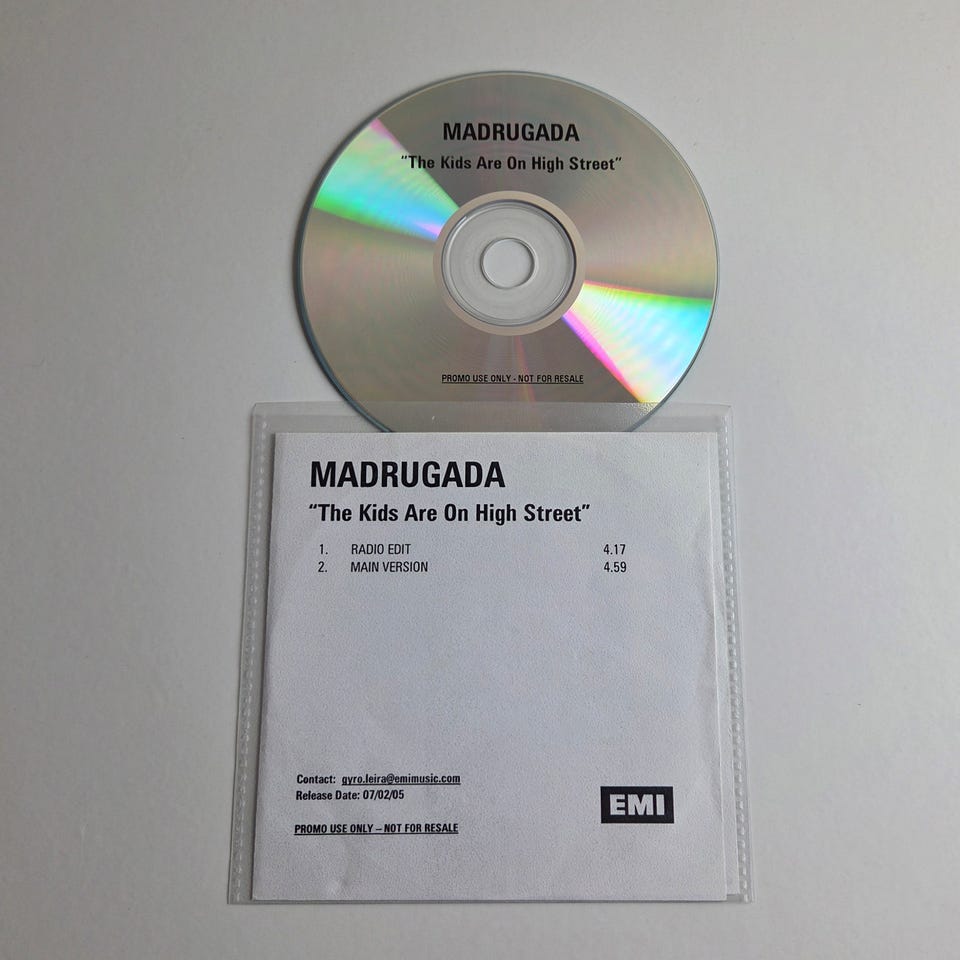 MADRUGADA
"The Kids Are On High Street"
PROMO USE ONLY - NOT FOR RESALE
MADRUGADA
"The Kids Are On High Street"
1. RADIO EDIT 4.17
2. MAIN VERSION 4.59
Contact: gyro.leira@emimusic.com
Release Date: 07/02/05
EMI
PROMO USE ONLY – NOT FOR RESALE